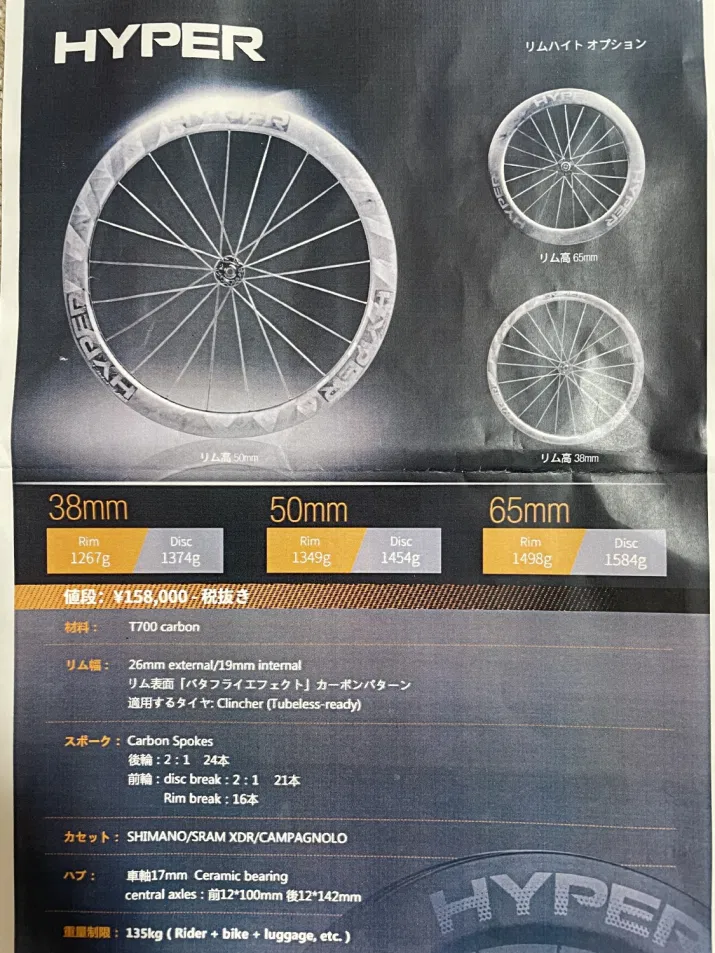 HYPER
リムハイト オプション
HYPER
HYPER
HYPER
HYPER
HYPER
HYPER
リム高 65mm
リム高 50mm
リム高 38mm
38mm
Rim
1267g
Disc
1374g
50mm
Rim
1349g
Disc
1454g
65mm
Rim
1498g
Disc
1584g
値段: ¥158,000 - 税抜き
材料: T700 carbon
リム幅: 26mm external/19mm internal
リム表面「バタフライエフェクト」カーボンパターン
適用するタイヤ: Clincher (Tubeless-ready)
スポーク: Carbon Spokes
後輪:2:1 24本
前輪:disc break:2:1 21本
Rim break:16本
カセット: SHIMANO/SRAM XDR/CAMPAGNOLO
ハブ: 車軸17mm Ceramic bearing
central axles:前12*100mm 後12*142mm
HYPER
重量制限: 135kg ( Rider + bike + luggage, etc. )